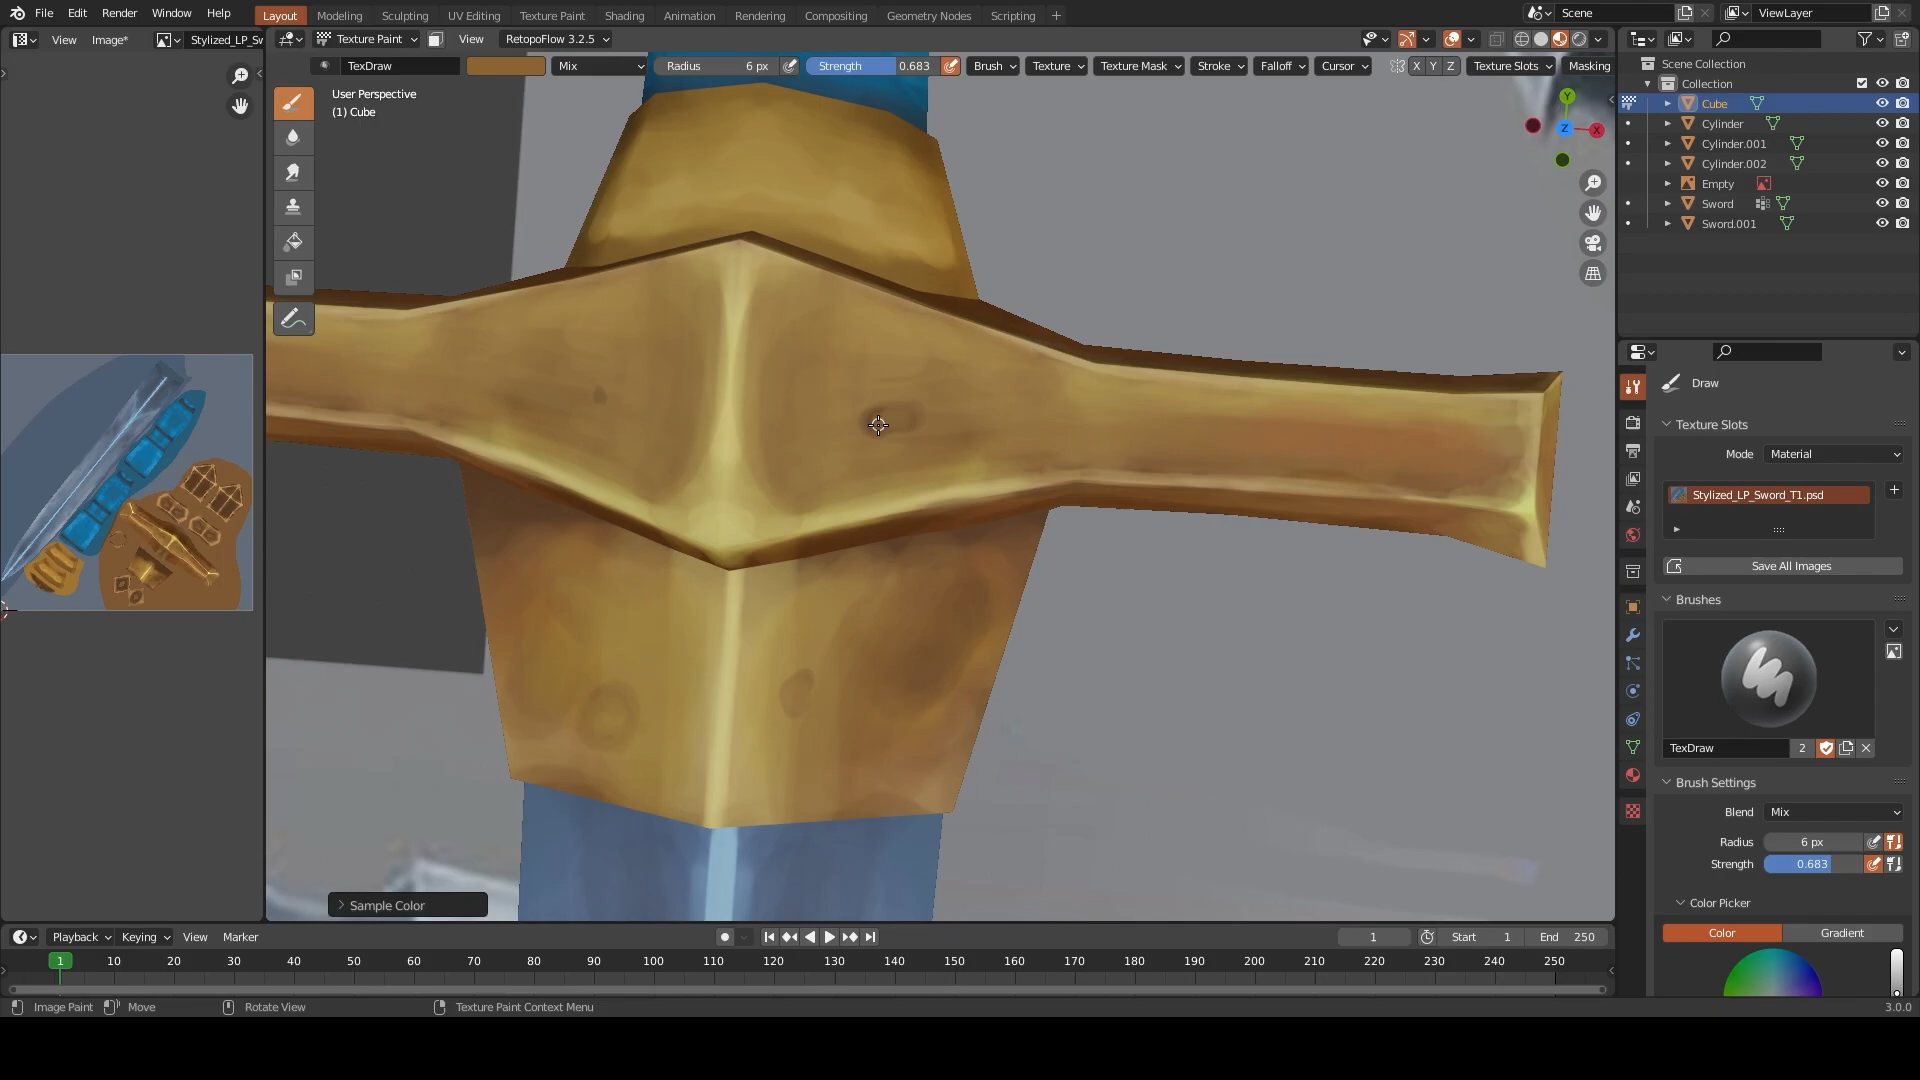 File Edit Render Window Help Layout Modeling Sculpting UV Editing Texture Paint Shading Animation Rendering Compositing Geometry Nodes Scripting + Scene ViewLayer
View Image* Stylized_LP_Sw Texture Paint View RetopoFlow 3.2.5
TexDraw Mix Radius 6 px Strength 0.683 Brush Texture Texture Mask Stroke Falloff Cursor X Y Z Texture Slots Masking
User Perspective
(1) Cube
Y
Z X
Scene Collection
Collection
Cube
Cylinder
Cylinder.001
Cylinder.002
Empty
Sword
Sword.001
Draw
Texture Slots
Mode Material
Stylized_LP_Sword_T1.psd
Save All Images
Brushes
TexDraw 2
Brush Settings
Blend Mix
Radius 6 px
Strength 0.683
Color Picker
Color Gradient
Sample Color
Playback Keying View Marker 1 Start 1 End 250
1 10 20 30 40 50 60 70 80 90 100 110 120 130 140 150 160 170 180 190 200 210 220 230 240 250
Image Paint Move Rotate View Texture Paint Context Menu 3.0.0